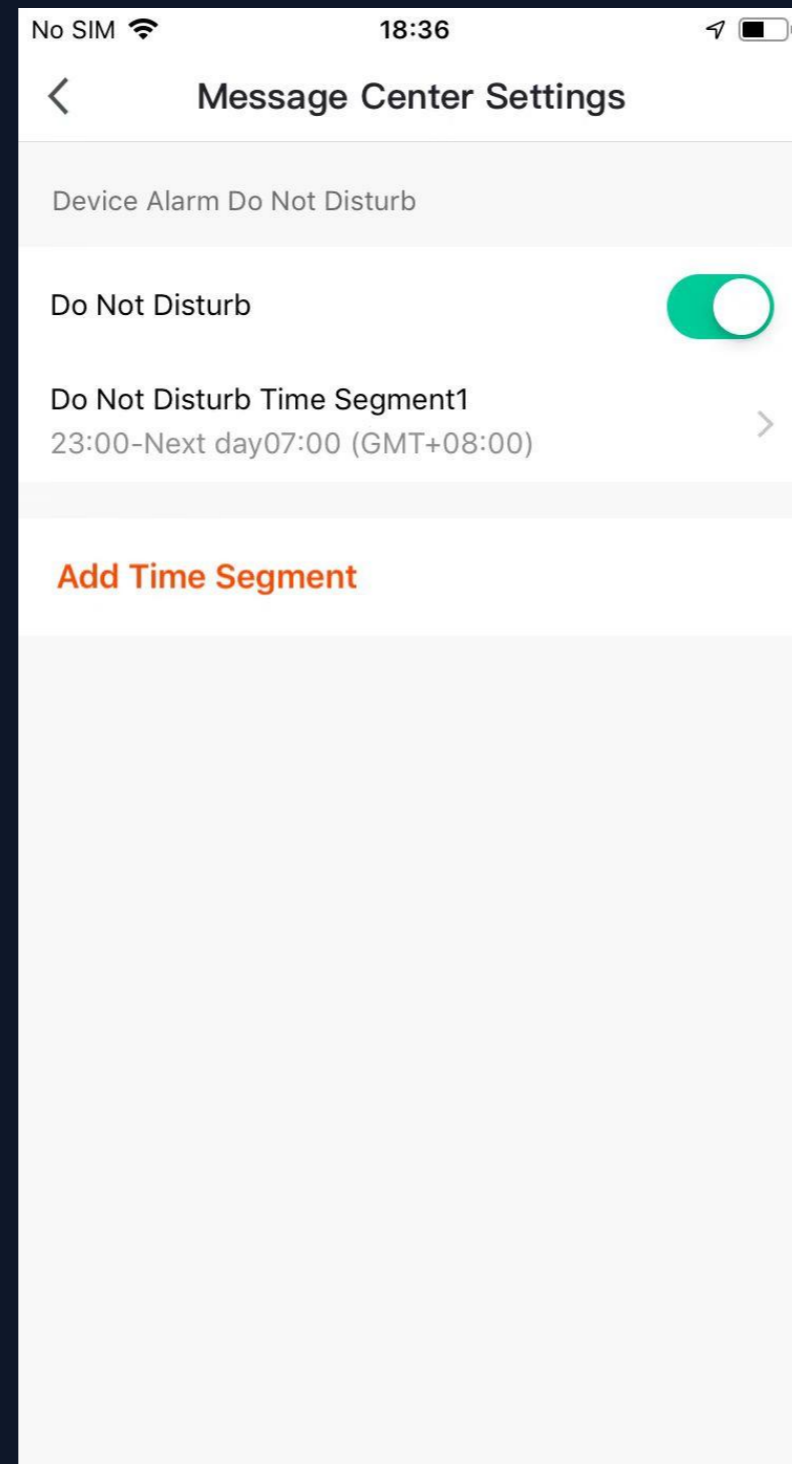 No SIM 18:36
Message Center Settings
Device Alarm Do Not Disturb
Do Not Disturb
Do Not Disturb Time Segment1
23:00-Next day07:00 (GMT+08:00)
Add Time Segment